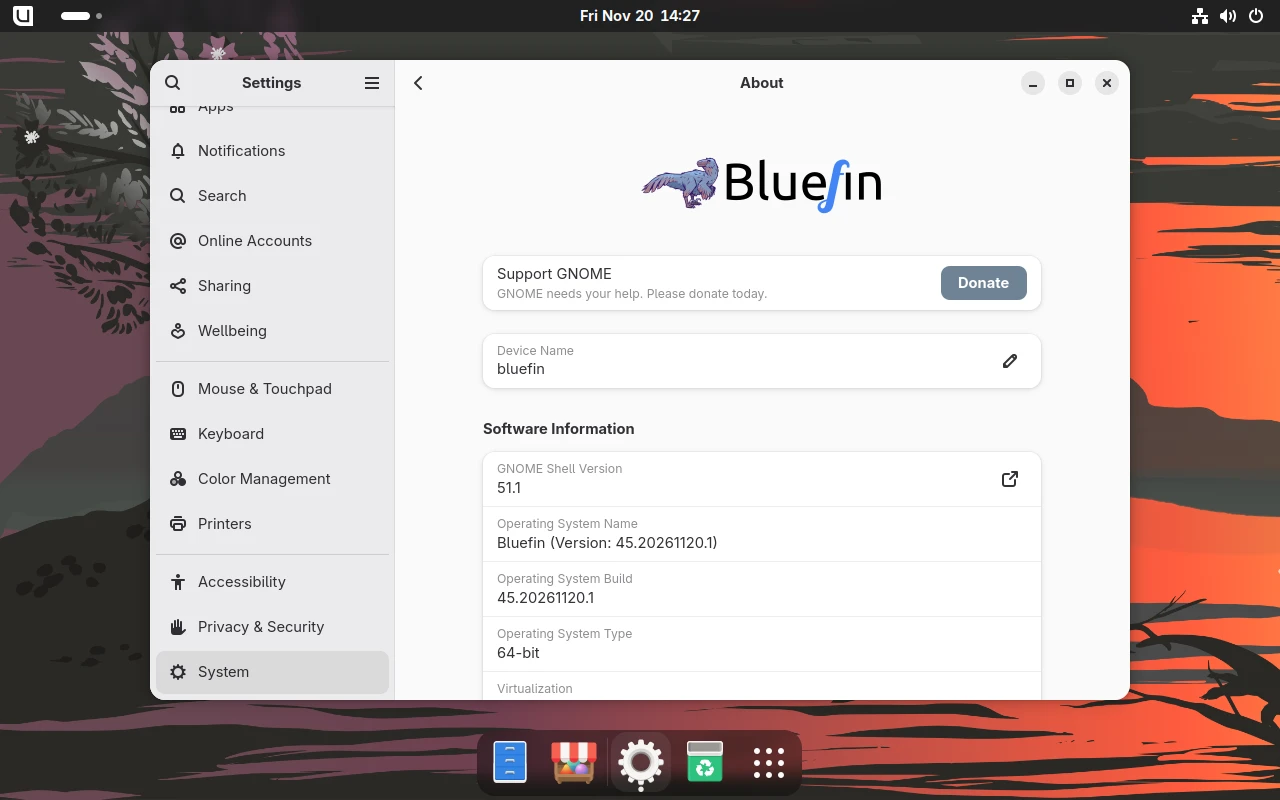 Fri Nov 20 14:27
Settings
Apps
Notifications
Search
Online Accounts
Sharing
Wellbeing
Mouse & Touchpad
Keyboard
Color Management
Printers
Accessibility
Privacy & Security
System
About
Bluefin
Support GNOME
GNOME needs your help. Please donate today.
Donate
Device Name
bluefin
Software Information
GNOME Shell Version
51.1
Operating System Name
Bluefin (Version: 45.20261120.1)
Operating System Build
45.20261120.1
Operating System Type
64-bit
Virtualization